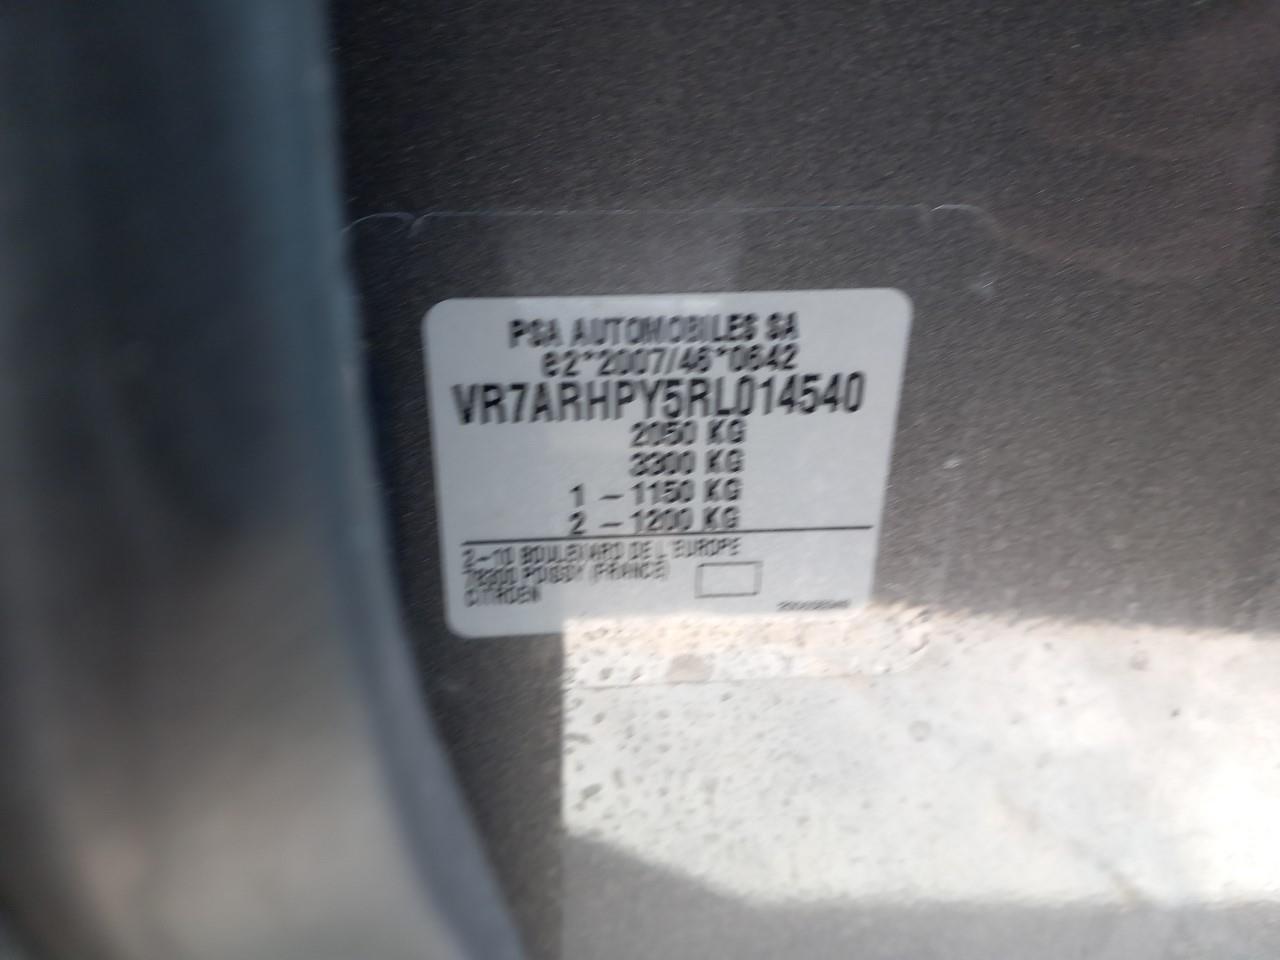 PSA AUTOMOBILES SA
e2*2007/46*0642
VR7ARHPY5RL014540
2050 KG
3300 KG
1 - 1150 KG
2 - 1200 KG
2-10 BOULEVARD DE L'EUROPE
78300 POISSY (FRANCE)
CITROEN